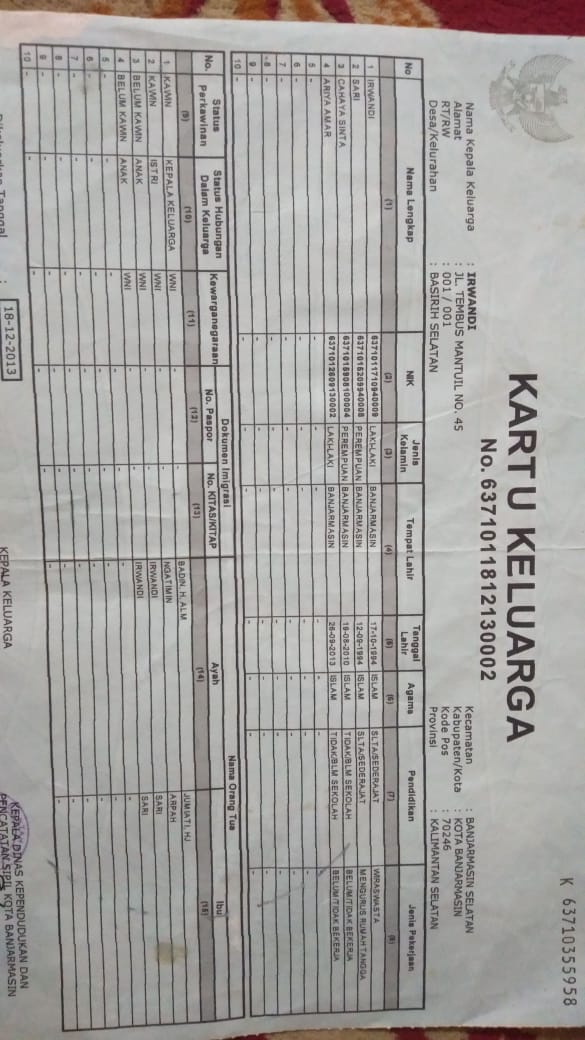 K 63710355958
KARTU KELUARGA
No. 6371011812130002
Nama Kepala Keluarga : IRWANDI
Alamat : JL. TEMBUS MANTUIL NO. 45
RT/RW : 001 / 001
Desa/Kelurahan : BASIRIH SELATAN
Kecamatan : BANJARMASIN SELATAN
Kabupaten/Kota : KOTA BANJARMASIN
Kode Pos : 70246
Provinsi : KALIMANTAN SELATAN
No Nama Lengkap NIK Jenis Kelamin Tempat Lahir Tanggal Lahir Agama Pendidikan Jenis Pekerjaan
(1) (2) (3) (4) (5) (6) (7) (8)
1 IRWANDI 6371011710940009 LAKI-LAKI BANJARMASIN 17-10-1994 ISLAM SLTA/SEDERAJAT WIRASWASTA
2 SARI 6371015209940008 PEREMPUAN BANJARMASIN 12-09-1994 ISLAM SLTA/SEDERAJAT MENGURUS RUMAH TANGGA
3 CAHAYA SINTA 6371015908100004 PEREMPUAN BANJARMASIN 19-08-2010 ISLAM TIDAK/BLM SEKOLAH BELUM/TIDAK BEKERJA
4 ARIYA AMAR 6371012609130002 LAKI-LAKI BANJARMASIN 26-09-2013 ISLAM TIDAK/BLM SEKOLAH BELUM/TIDAK BEKERJA
5 - - - - - - - -
6 - - - - - - - -
7 - - - - - - - -
8 - - - - - - - -
9 - - - - - - - -
10 - - - - - - - -
No. Status Perkawinan Status Hubungan Dalam Keluarga Kewarganegaraan Dokumen Imigrasi Nama Orang Tua
No. Paspor No. KITAS/KITAP Ayah Ibu
(9) (10) (11) (12) (13) (14) (15)
1 KAWIN KEPALA KELUARGA WNI - - BADIN, H. ALM JUMIATI, HJ
2 KAWIN ISTRI WNI - - NGATIMIN ARPAH
3 BELUM KAWIN ANAK WNI - - IRWANDI SARI
4 BELUM KAWIN ANAK WNI - - IRWANDI SARI
5 - - - - - - -
6 - - - - - - -
7 - - - - - - -
8 - - - - - - -
9 - - - - - - -
10 - - - - - - -
Dikeluarkan Tanggal : 18-12-2013
KEPALA KELUARGA
KEPALA DINAS KEPENDUDUKAN DAN
PENCATATAN SIPIL KOTA BANJARMASIN